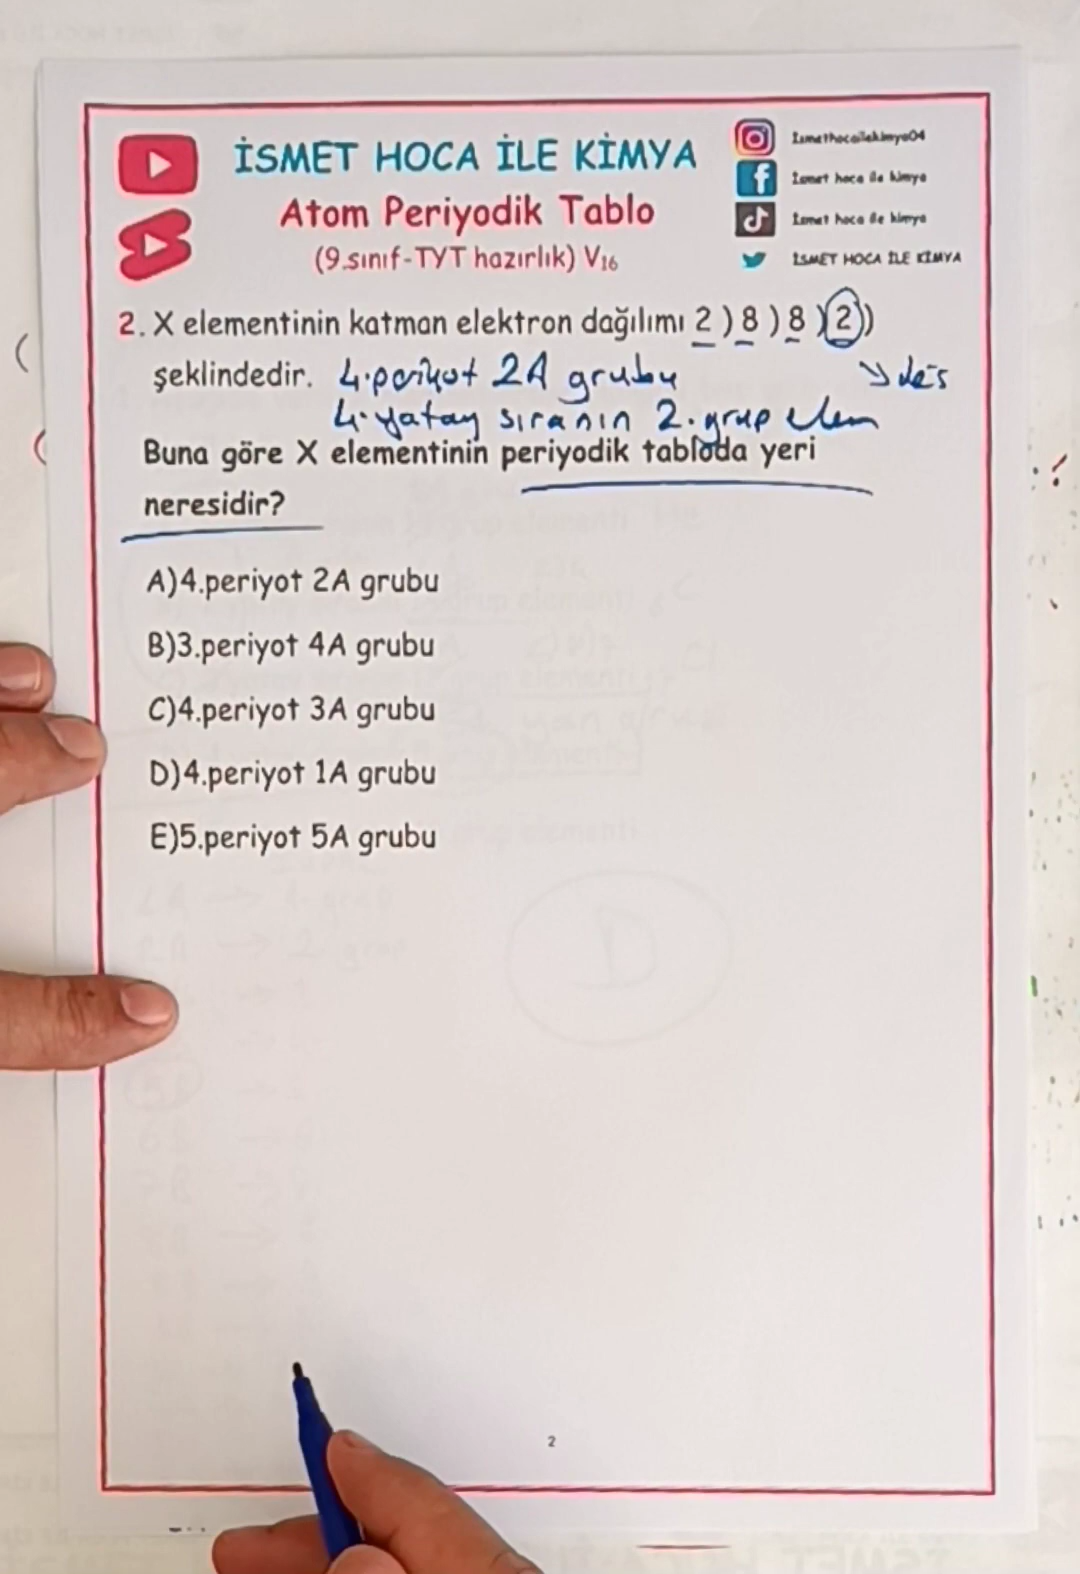 İSMET HOCA İLE KİMYA
Atom Periyodik Tablo
(9.sınıf-TYT hazırlık) V16
İsmethocailekimya04
İsmet hoca ile kimya
İsmet hoca ile kimya
İSMET HOCA İLE KİMYA
2. X elementinin katman elektron dağılımı 2 ) 8 ) 8 ) 2 )
şeklindedir. 4.periyot 2A grubu
4. yatay sıranın 2. grup elem
Buna göre X elementinin periyodik tabloda yeri
neresidir?
A)4.periyot 2A grubu
B)3.periyot 4A grubu
C)4.periyot 3A grubu
D)4.periyot 1A grubu
E)5.periyot 5A grubu
D
2